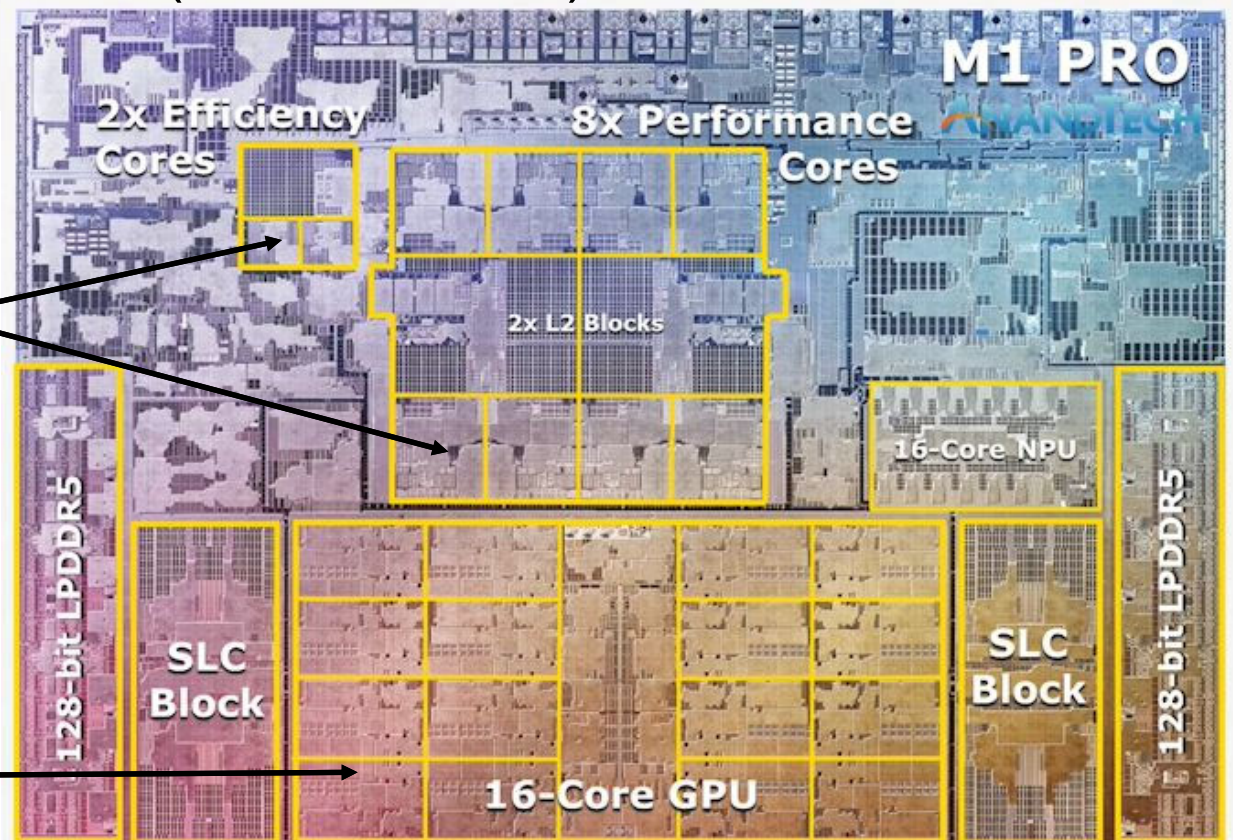 M1 PRO
ANANDTECH
2x Efficiency
Cores
8x Performance
Cores
2x L2 Blocks
16-Core NPU
128-bit LPDDR5
SLC
Block
16-Core GPU
SLC
Block
128-bit LPDDR5